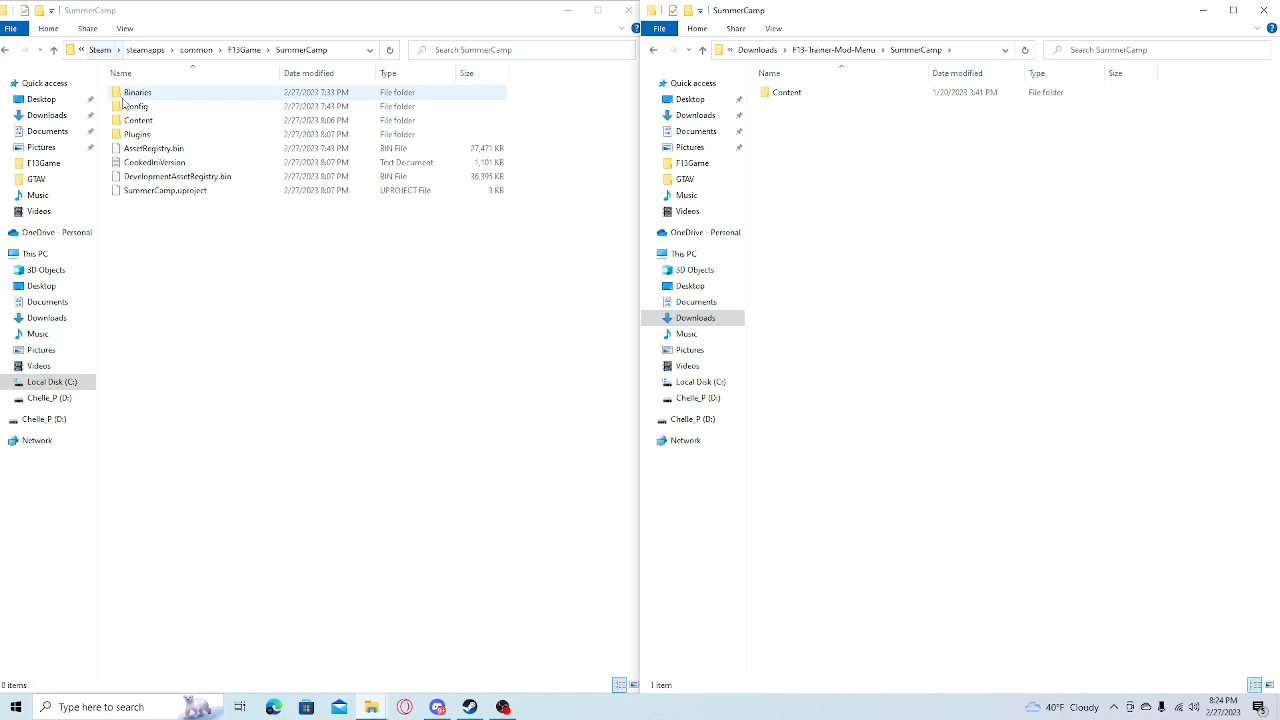 SummerCamp
File Home Share View
« Steam › steamapps › common › F13Game › SummerCamp Search SummerCamp
Name Date modified Type Size
Quick access
Desktop
Downloads
Documents
Pictures
F13Game
GTAV
Music
Videos
OneDrive - Personal
This PC
3D Objects
Desktop
Documents
Downloads
Music
Pictures
Videos
Local Disk (C:)
Chelle_P (D:)
Chelle_P (D:)
Network
Binaries 2/27/2023 7:33 PM File folder
Config 2/27/2023 7:43 PM File folder
Content 2/27/2023 8:06 PM File folder
Plugins 2/27/2023 8:07 PM File folder
AssetRegistry.bin 2/27/2023 7:43 PM BIN File 27,471 KB
CookedIniVersion 2/27/2023 8:07 PM Text Document 1,101 KB
DevelopmentAssetRegistry.bin 2/27/2023 8:07 PM BIN File 36,395 KB
SummerCamp.uproject 2/27/2023 8:07 PM UPROJECT File 3 KB
8 items
SummerCamp
File Home Share View
« Downloads › F13-Trainer-Mod-Menu › SummerCamp › Search SummerCamp
Name Date modified Type Size
Quick access
Desktop
Downloads
Documents
Pictures
F13Game
GTAV
Music
Videos
OneDrive - Personal
This PC
3D Objects
Desktop
Documents
Downloads
Music
Pictures
Videos
Local Disk (C:)
Chelle_P (D:)
Chelle_P (D:)
Network
Content 1/20/2023 3:41 PM File folder
1 item
Type here to search
40°F Cloudy
8:24 PM
2/27/2023